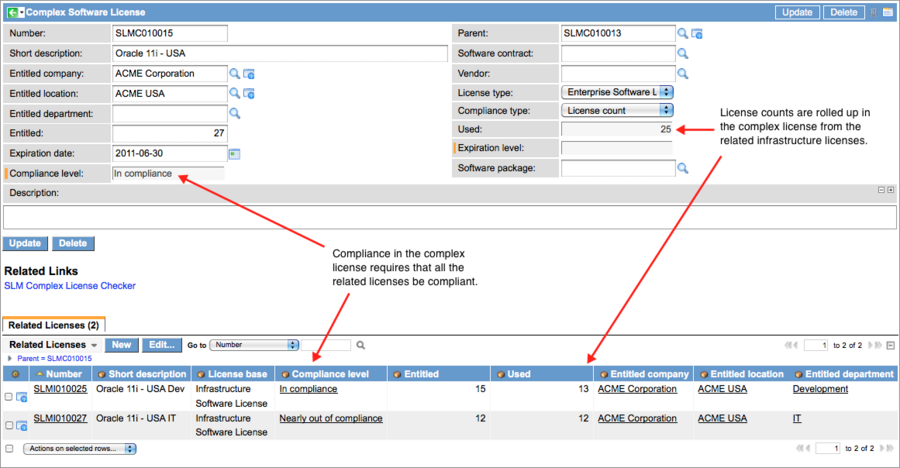 Complex Software License
Update Delete
Number: SLMC010015 Parent: SLMC010013
Short description: Oracle 11i - USA Software contract:
Entitled company: ACME Corporation Vendor:
Entitled location: ACME USA License type: Enterprise Software L
Entitled department: Compliance type: License count
Entitled: 27 Used: 25
Expiration date: 2011-06-30 Expiration level:
Compliance level: In compliance Software package:
License counts are rolled up in
the complex license from the
related infrastructure licenses.
Description:
Update Delete
Compliance in the complex
license requires that all the
related licenses be compliant.
Related Links
SLM Complex License Checker
Related Licenses (2)
Related Licenses New Edit... Go to Number 1 to 2 of 2
Parent = SLMC010015
Number Short description License base Compliance level Entitled Used Entitled company Entitled location Entitled department
SLMI010025 Oracle 11i - USA Dev Infrastructure In compliance 15 13 ACME Corporation ACME USA Development
Software License
SLMI010027 Oracle 11i - USA IT Infrastructure Nearly out of compliance 12 12 ACME Corporation ACME USA IT
Software License
Actions on selected rows... 1 to 2 of 2